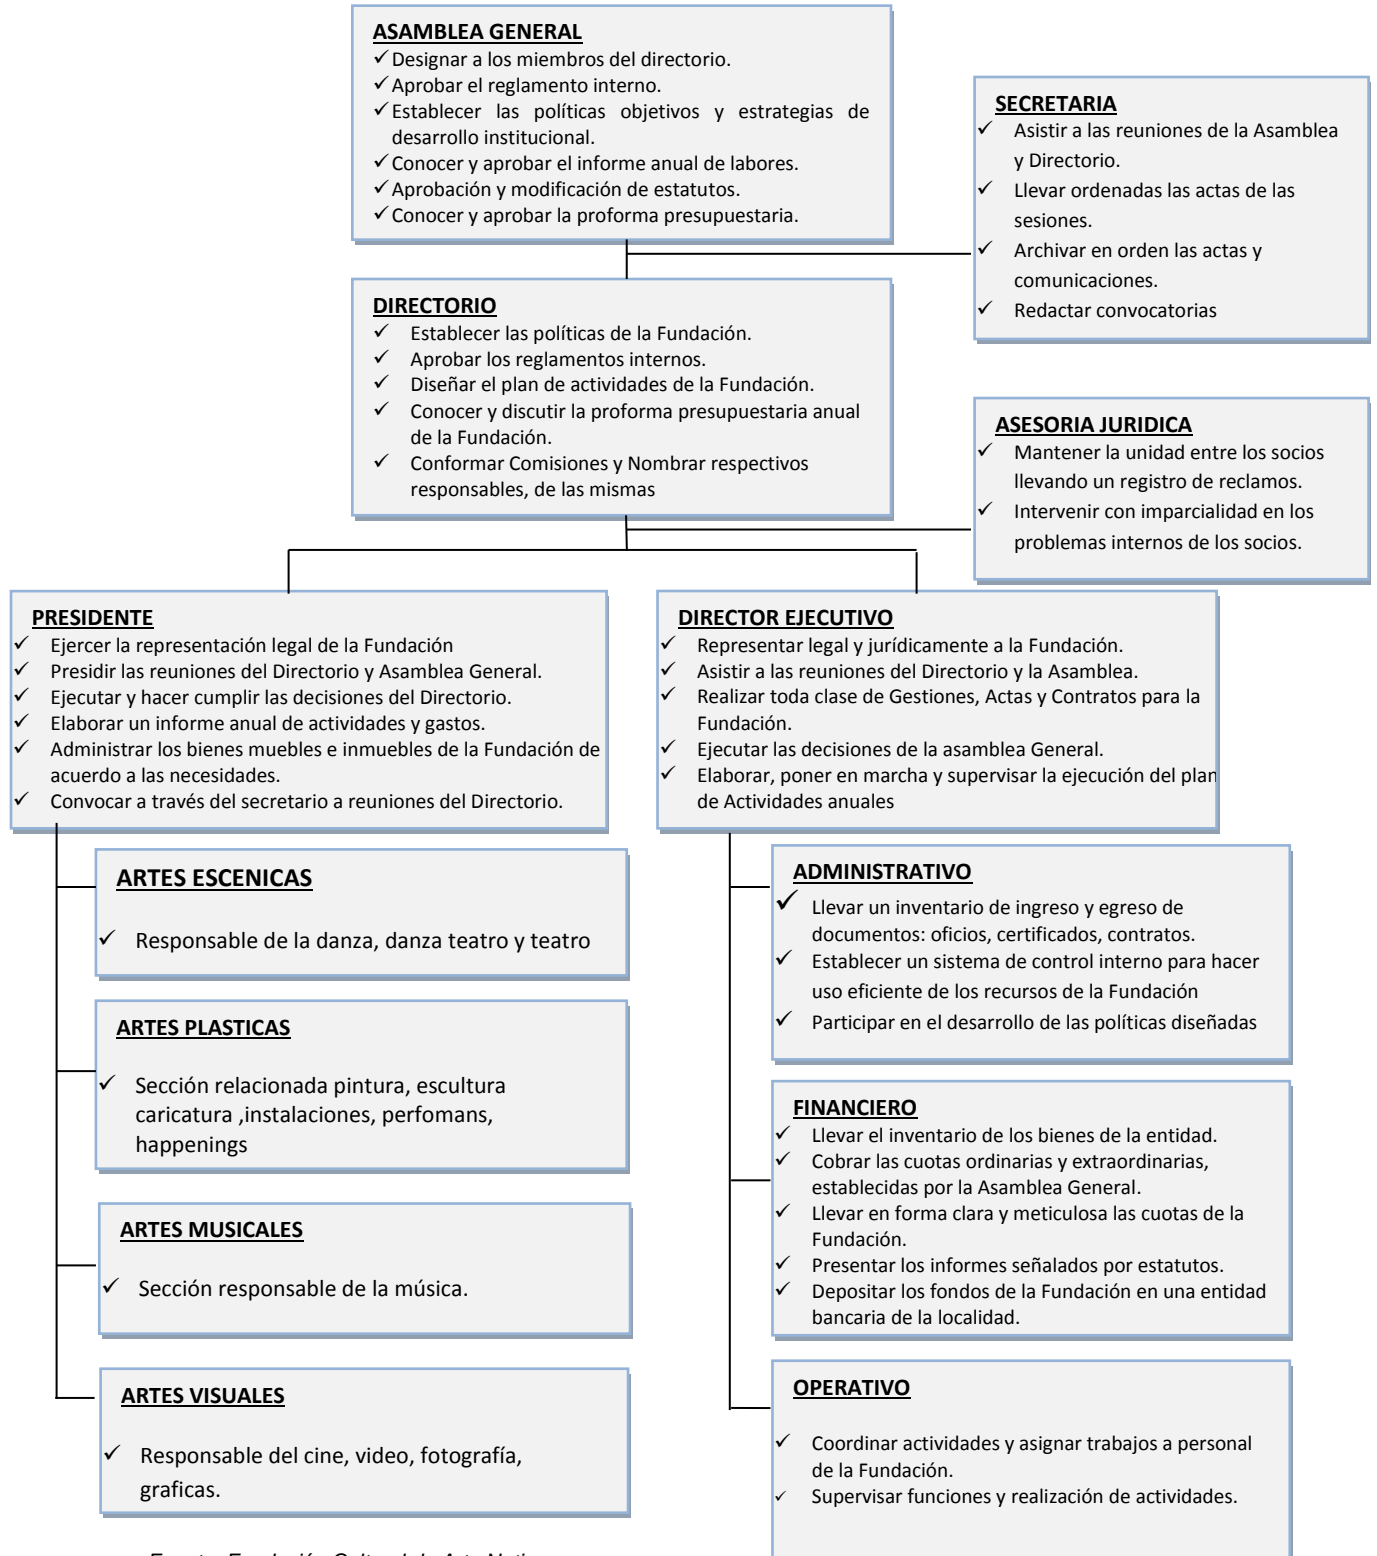 ASAMBLEA GENERAL
✓ Designar a los miembros del directorio.
✓ Aprobar el reglamento interno.
✓ Establecer las políticas objetivos y estrategias de
desarrollo institucional.
✓ Conocer y aprobar el informe anual de labores.
✓ Aprobación y modificación de estatutos.
✓ Conocer y aprobar la proforma presupuestaria.
SECRETARIA
✓ Asistir a las reuniones de la Asamblea
y Directorio.
✓ Llevar ordenadas las actas de las
sesiones.
✓ Archivar en orden las actas y
comunicaciones.
✓ Redactar convocatorias
DIRECTORIO
✓ Establecer las políticas de la Fundación.
✓ Aprobar los reglamentos internos.
✓ Diseñar el plan de actividades de la Fundación.
✓ Conocer y discutir la proforma presupuestaria anual
de la Fundación.
✓ Conformar Comisiones y Nombrar respectivos
responsables, de las mismas
ASESORIA JURIDICA
✓ Mantener la unidad entre los socios
llevando un registro de reclamos.
✓ Intervenir con imparcialidad en los
problemas internos de los socios.
PRESIDENTE
✓ Ejercer la representación legal de la Fundación
✓ Presidir las reuniones del Directorio y Asamblea General.
✓ Ejecutar y hacer cumplir las decisiones del Directorio.
✓ Elaborar un informe anual de actividades y gastos.
✓ Administrar los bienes muebles e inmuebles de la Fundación de
acuerdo a las necesidades.
✓ Convocar a través del secretario a reuniones del Directorio.
DIRECTOR EJECUTIVO
✓ Representar legal y jurídicamente a la Fundación.
✓ Asistir a las reuniones del Directorio y la Asamblea.
✓ Realizar toda clase de Gestiones, Actas y Contratos para la
Fundación.
✓ Ejecutar las decisiones de la asamblea General.
✓ Elaborar, poner en marcha y supervisar la ejecución del plan
de Actividades anuales
ARTES ESCENICAS
✓ Responsable de la danza, danza teatro y teatro
ARTES PLASTICAS
✓ Sección relacionada pintura, escultura
caricatura ,instalaciones, perfomans,
happenings
ARTES MUSICALES
✓ Sección responsable de la música.
ARTES VISUALES
✓ Responsable del cine, video, fotografía,
graficas.
ADMINISTRATIVO
✓ Llevar un inventario de ingreso y egreso de
documentos: oficios, certificados, contratos.
✓ Establecer un sistema de control interno para hacer
uso eficiente de los recursos de la Fundación
✓ Participar en el desarrollo de las políticas diseñadas
FINANCIERO
✓ Llevar el inventario de los bienes de la entidad.
✓ Cobrar las cuotas ordinarias y extraordinarias,
establecidas por la Asamblea General.
✓ Llevar en forma clara y meticulosa las cuotas de la
Fundación.
✓ Presentar los informes señalados por estatutos.
✓ Depositar los fondos de la Fundación en una entidad
bancaria de la localidad.
OPERATIVO
✓ Coordinar actividades y asignar trabajos a personal
de la Fundación.
✓ Supervisar funciones y realización de actividades.